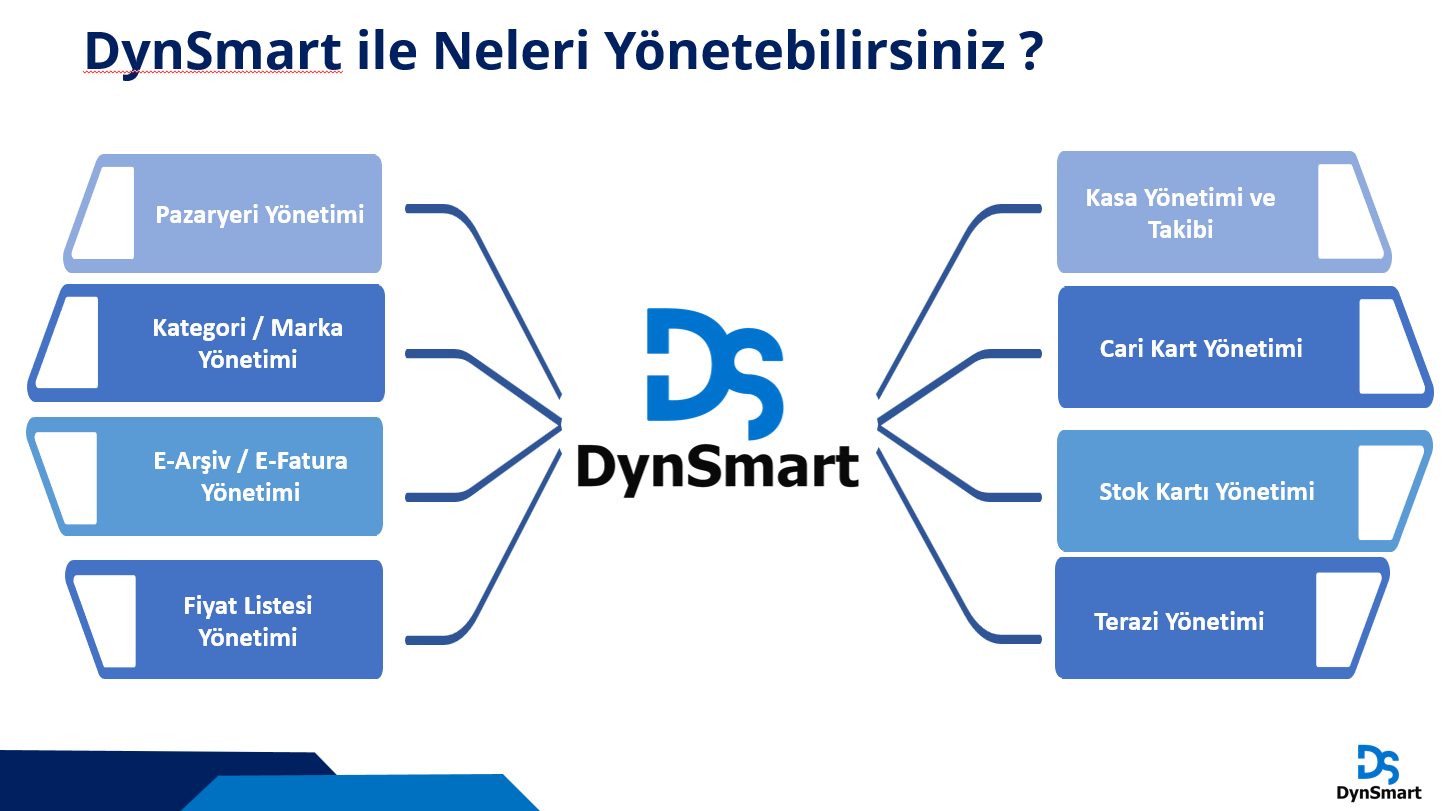 DynSmart ile Neleri Yönetebilirsiniz ?
Pazaryeri Yönetimi
Kategori / Marka
Yönetimi
E-Arşiv / E-Fatura
Yönetimi
Fiyat Listesi
Yönetimi
DS
DynSmart
Kasa Yönetimi ve
Takibi
Cari Kart Yönetimi
Stok Kartı Yönetimi
Terazi Yönetimi
DS
DynSmart